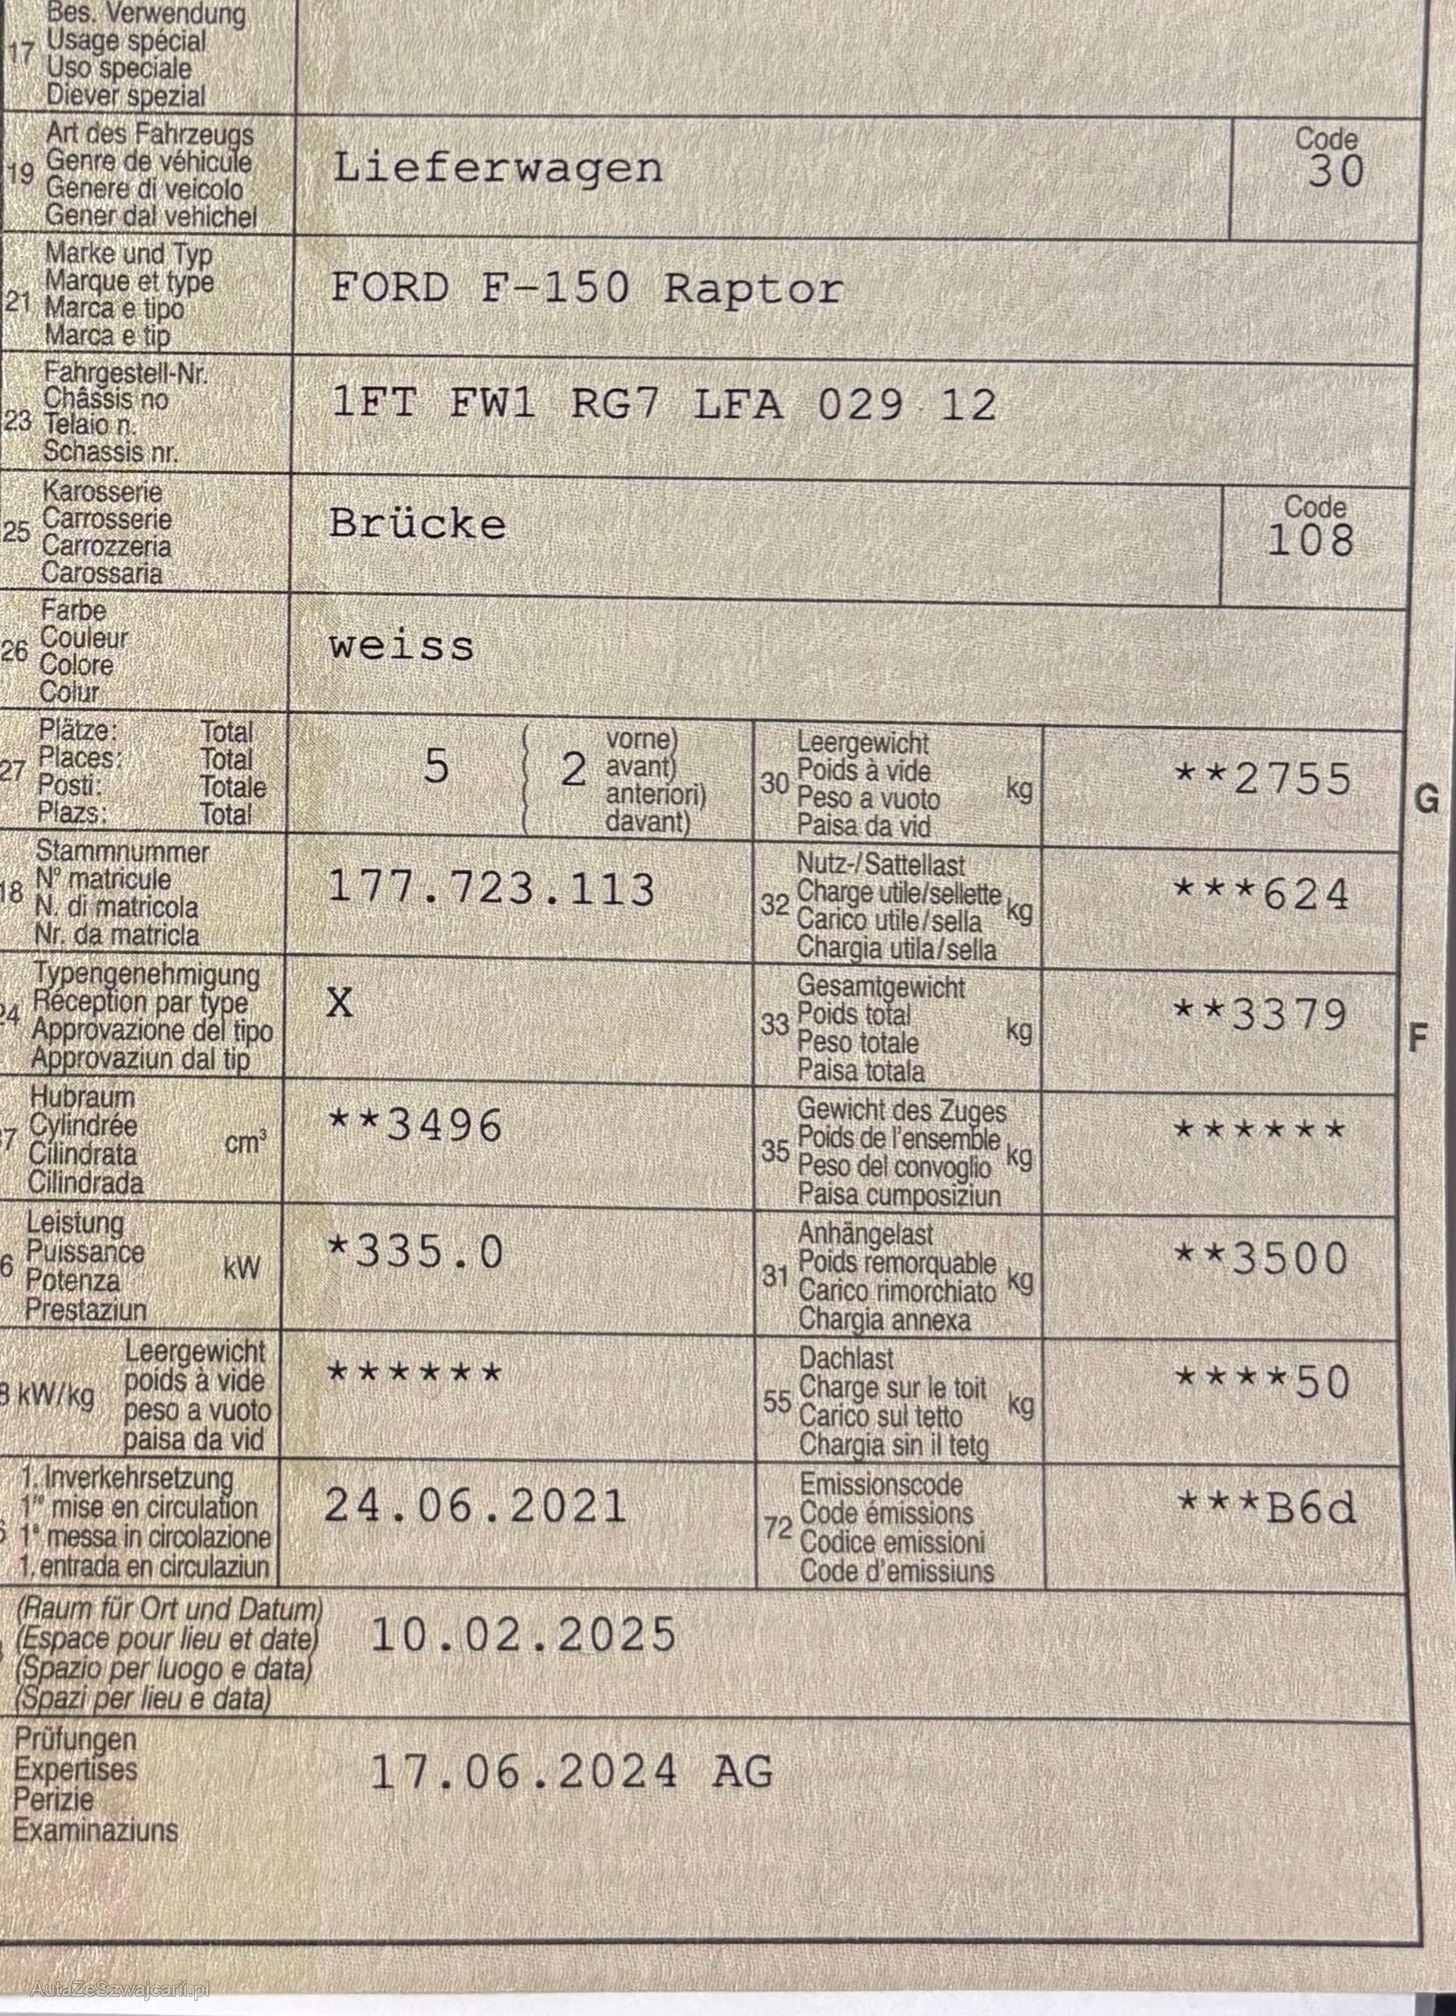 Bes. Verwendung
17 Usage spécial
Uso speciale
Diever spezial
Art des Fahrzeugs
19 Genre de véhicule
Genere di veicolo
Gener dal vehichel
Lieferwagen
Code
30
Marke und Typ
21 Marque et type
Marca e tipo
Marca e tip
FORD F-150 Raptor
Fahrgestell-Nr.
23 Châssis no
Telaio n.
Schassis nr.
1FT FW1 RG7 LFA 029 12
Karosserie
25 Carrosserie
Carrozzeria
Carossaria
Brücke
Code
108
Farbe
26 Couleur
Colore
Colur
weiss
Plätze: Total
27 Places: Total
Posti: Totale
Plazs: Total
5 2
vorne)
avant)
anteriori)
davant)
Leergewicht
30 Poids à vide kg
Peso a vuoto
Paisa da vid
**2755
G
Stammnummer
18 N° matricule
N. di matricola
Nr. da matricla
177.723.113
Nutz-/Sattellast
32 Charge utile/sellette kg
Carico utile/sella
Chargia utila/sella
***624
Typengenehmigung
24 Réception par type
Approvazione del tipo
Approvaziun dal tip
X
Gesamtgewicht
33 Poids total kg
Peso totale
Paisa totala
**3379
F
Hubraum
7 Cylindrée cm³
Cilindrata
Cilindrada
**3496
Gewicht des Zuges
35 Poids de l'ensemble kg
Peso del convoglio
Paisa cumposiziun
******
Leistung
6 Puissance kW
Potenza
Prestaziun
*335.0
Anhängelast
31 Poids remorquable kg
Carico rimorchiato
Chargia annexa
**3500
Leergewicht
8 kW/kg poids à vide
peso a vuoto
paisa da vid
******
Dachlast
55 Charge sur le toit kg
Carico sul tetto
Chargia sin il tetg
****50
1. Inverkehrsetzung
1re mise en circulation
1a messa in circolazione
1. entrada en circulaziun
24.06.2021
Emissionscode
72 Code émissions
Codice emissioni
Code d'emissiuns
***B6d
(Raum für Ort und Datum)
(Espace pour lieu et date)
(Spazio per luogo e data)
(Spazi per lieu e data)
10.02.2025
Prüfungen
Expertises
Perizie
Examinaziuns
17.06.2024 AG
AutaZeSzwajcarii.pl